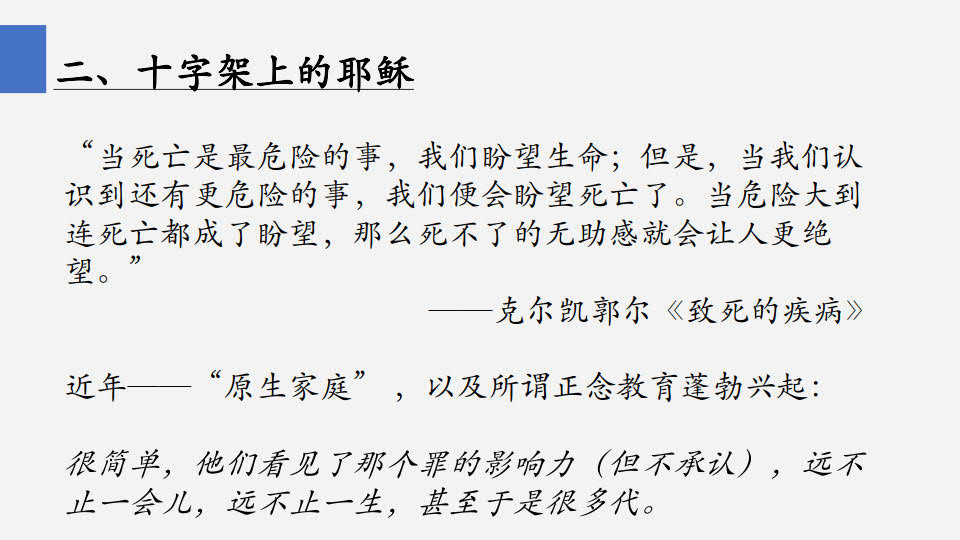 二、十字架上的耶稣
“当死亡是最危险的事，我们盼望生命；但是，当我们认
识到还有更危险的事，我们便会盼望死亡了。当危险大到
连死亡都成了盼望，那么死不了的无助感就会让人更绝
望。”
——克尔凯郭尔《致死的疾病》
近年——“原生家庭”，以及所谓正念教育蓬勃兴起：
很简单，他们看见了那个罪的影响力（但不承认），远不
止一会儿，远不止一生，甚至于是很多代。